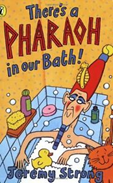 There's a
PHARAOH
in our Bath!
Jeremy Strong